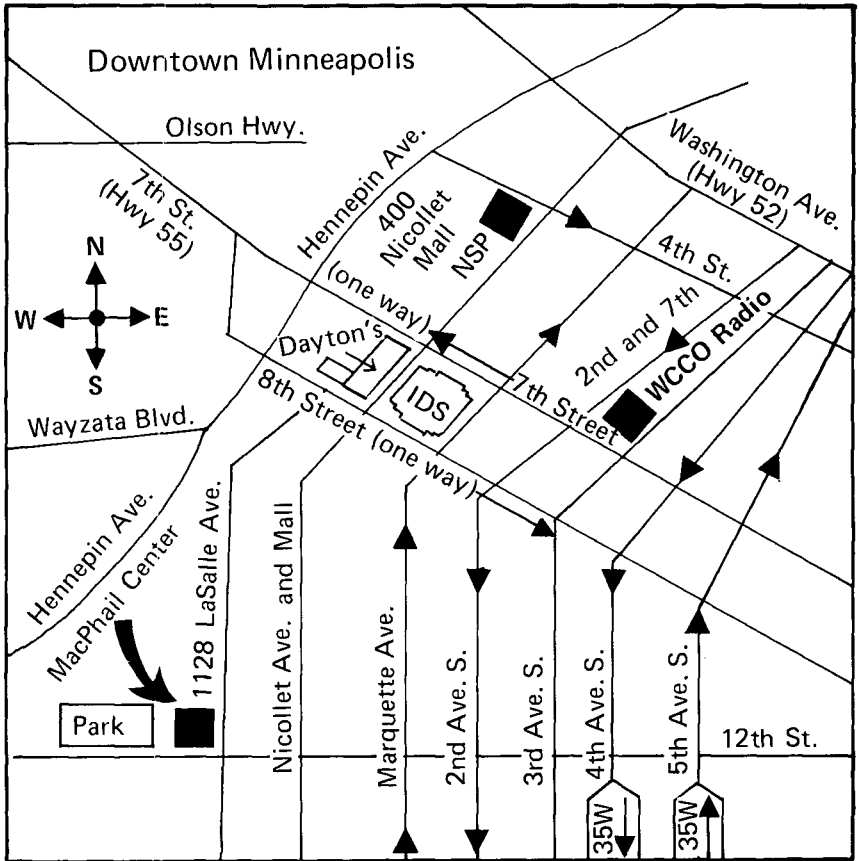 Downtown Minneapolis
Olson Hwy.
7th St.
(Hwy 55)
Hennepin Ave.
400
Nicollet
Mall
NSP
Washington Ave.
(Hwy 52)
4th St.
N
W
E
S
(one way)
Dayton's
IDS
7th Street
2nd and 7th
WCCO Radio
8th Street (one way)
Wayzata Blvd.
Hennepin Ave.
MacPhail Center
1128 LaSalle Ave.
Nicollet Ave. and Mall
Marquette Ave.
2nd Ave. S.
3rd Ave. S.
4th Ave. S.
5th Ave. S.
Park
12th St.
35W
35W